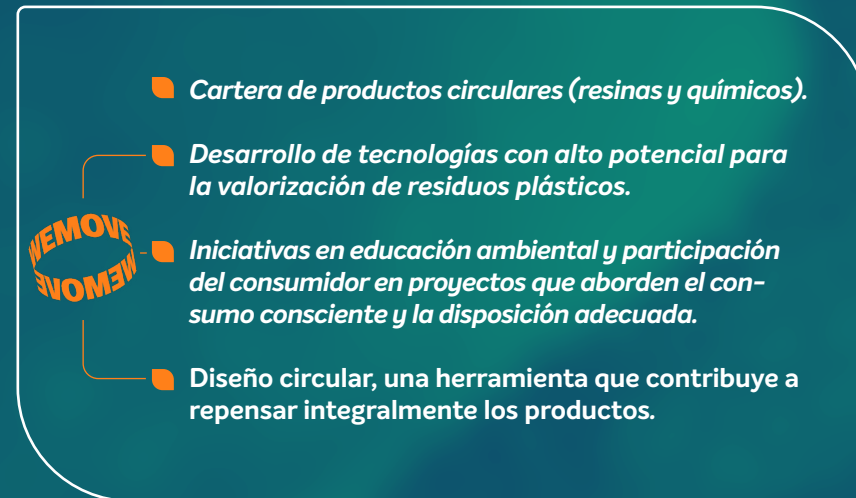 Cartera de productos circulares (resinas y químicos).
Desarrollo de tecnologías con alto potencial para
la valorización de residuos plásticos.
WEMOVE
WEMOVE
Iniciativas en educación ambiental y participación
del consumidor en proyectos que aborden el con-
sumo consciente y la disposición adecuada.
Diseño circular, una herramienta que contribuye a
repensar integralmente los productos.